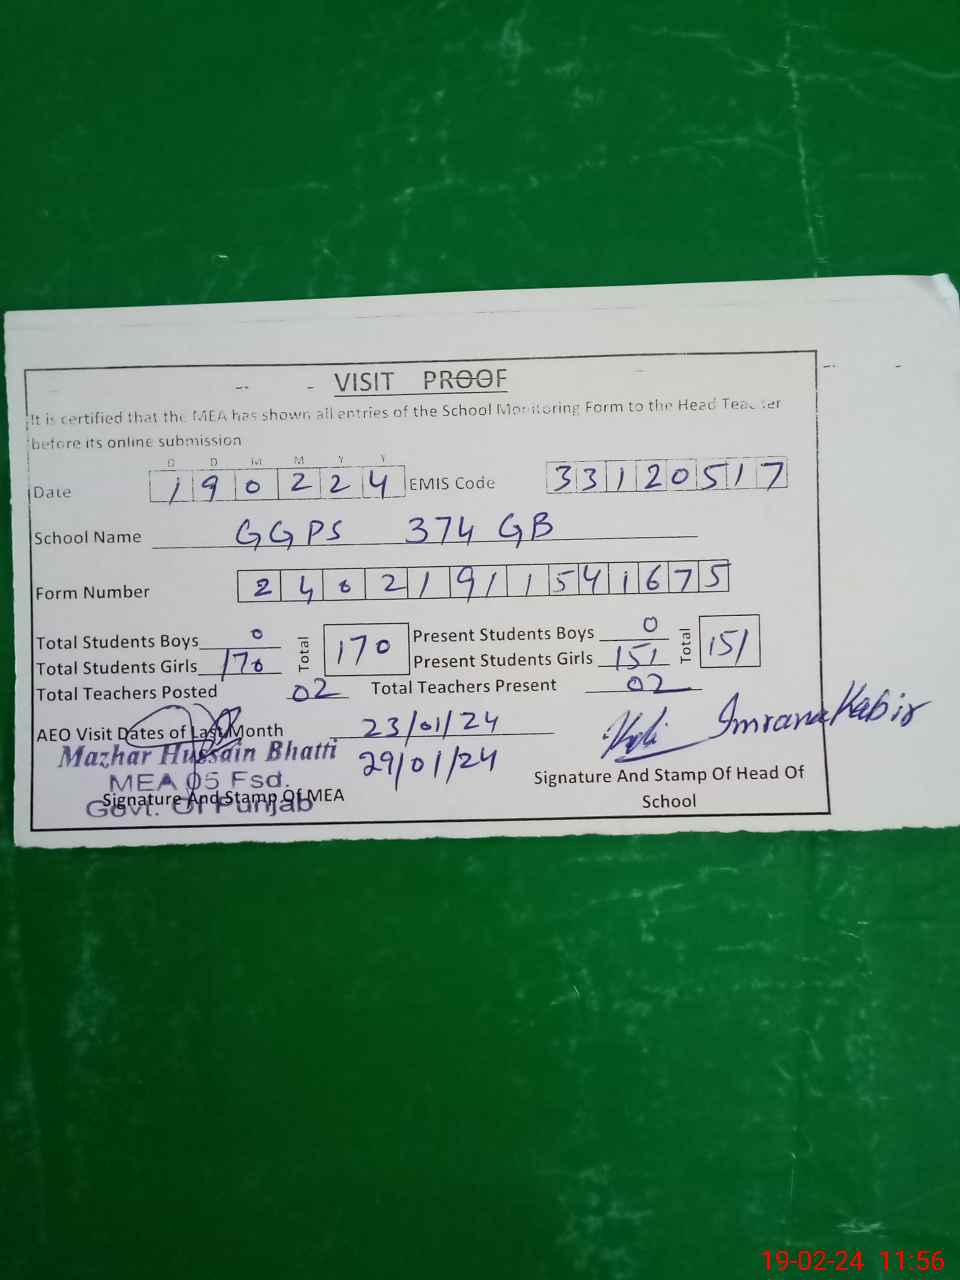 VISIT PROOF
It is certified that the MEA has shown all entries of the School Monitoring Form to the Head Teacher
before its online submission
D D M M Y Y
Date 190224 EMIS Code 33120517
School Name GGPS 374 GB
Form Number 24021911541675
Total Students Boys 0 Total 170 Present Students Boys 0 Total 151
Total Students Girls 170 Present Students Girls 151
Total Teachers Posted 02 Total Teachers Present 02
AEO Visit Dates of Last Month 23/01/24
29/01/24
Imrana Kabir
Mazhar Hussain Bhatti
MEA 05 Fsd.
Govt. Of Punjab
Signature And Stamp Of MEA
Signature And Stamp Of Head Of
School
19-02-24 11:56